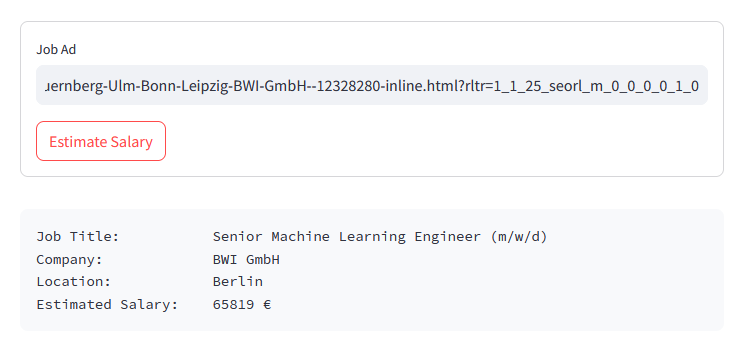 Job Ad
uernberg-Ulm-Bonn-Leipzig-BWI-GmbH--12328280-inline.html?rltr=1_1_25_seorl_m_0_0_0_0_1_0
Estimate Salary
Job Title: Senior Machine Learning Engineer (m/w/d)
Company: BWI GmbH
Location: Berlin
Estimated Salary: 65819 €